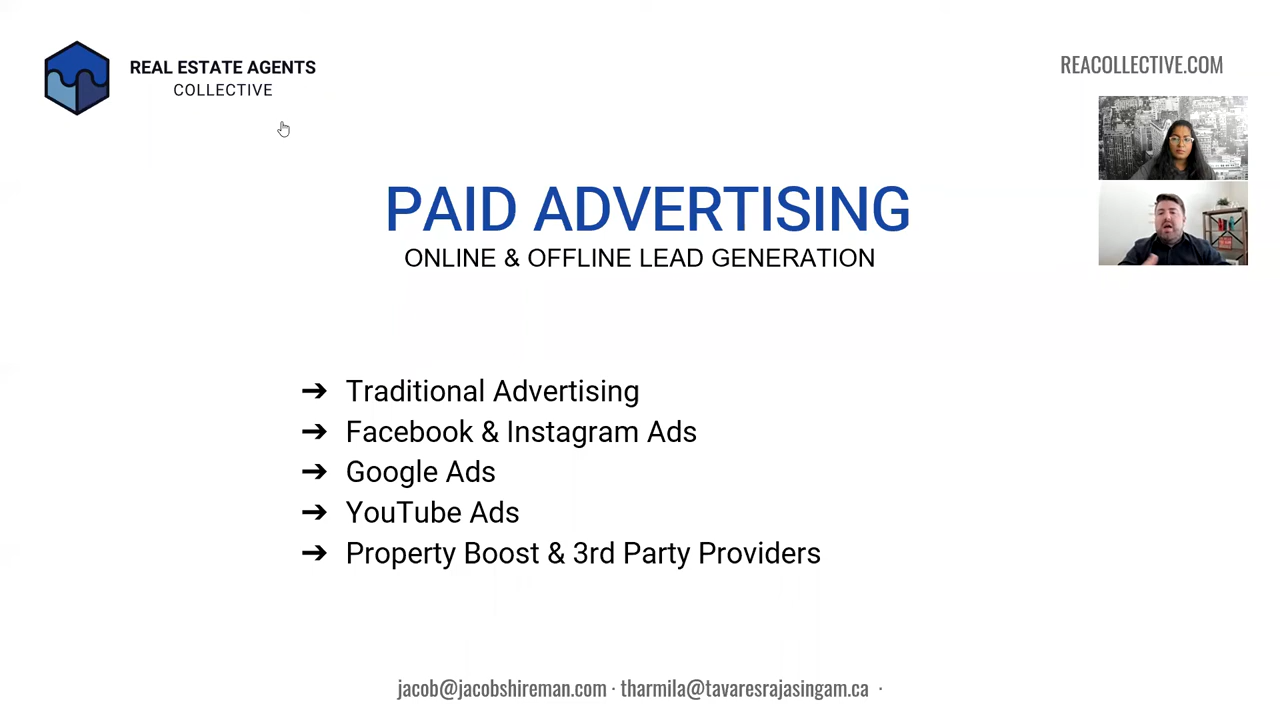 REAL ESTATE AGENTS
COLLECTIVE
REACOLLECTIVE.COM
PAID ADVERTISING
ONLINE & OFFLINE LEAD GENERATION
➔ Traditional Advertising
➔ Facebook & Instagram Ads
➔ Google Ads
➔ YouTube Ads
➔ Property Boost & 3rd Party Providers
jacob@jacobshireman.com · tharmila@tavaresrajasingam.ca ·